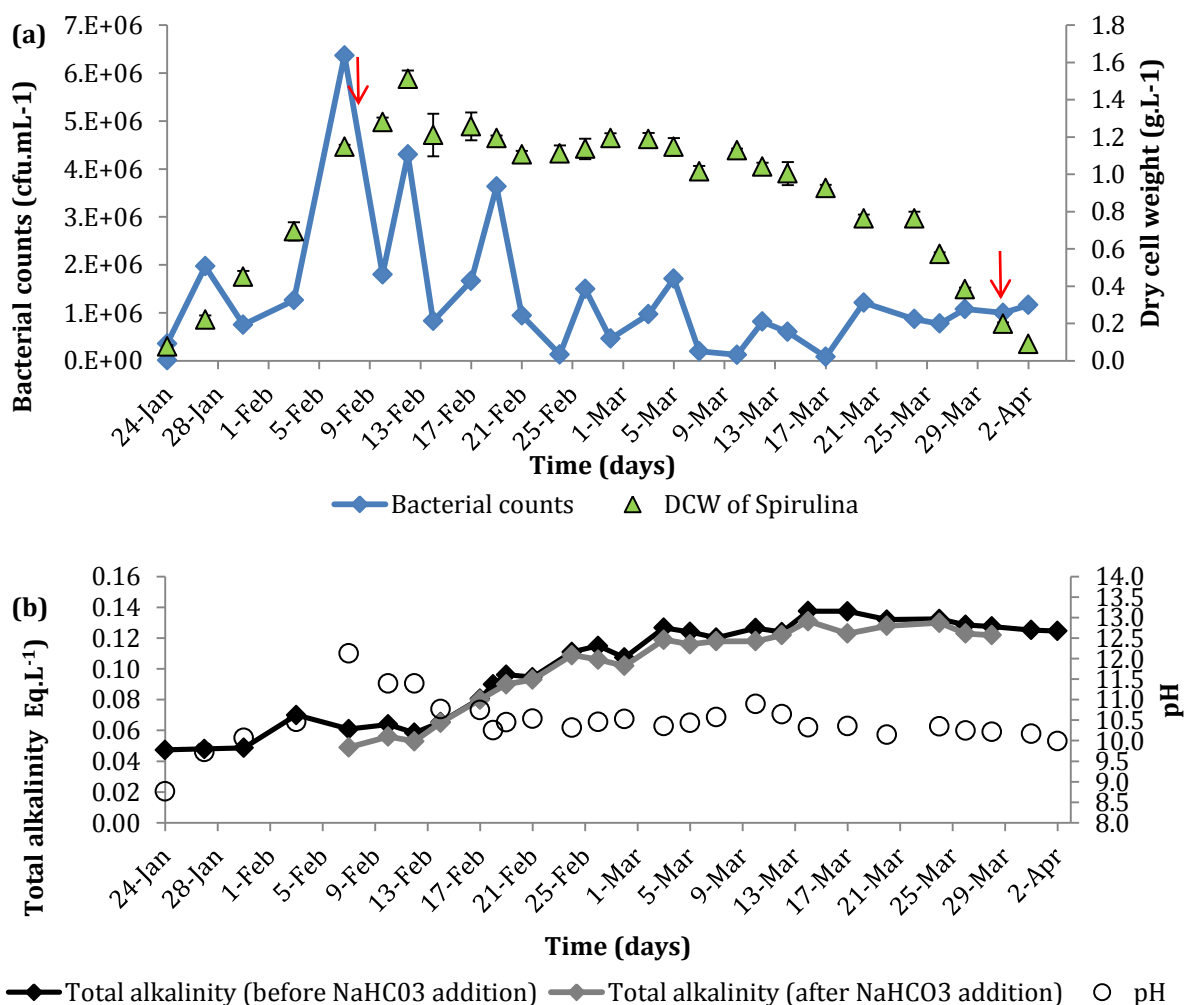 (a)
Bacterial counts (cfu.mL-1)
7.E+06
6.E+06
5.E+06
4.E+06
3.E+06
2.E+06
1.E+06
0.E+00
1.8
1.6
1.4
1.2
1.0
0.8
0.6
0.4
0.2
0.0
Dry cell weight (g.L-1)
24-Jan
28-Jan
1-Feb
5-Feb
9-Feb
13-Feb
17-Feb
21-Feb
25-Feb
1-Mar
5-Mar
9-Mar
13-Mar
17-Mar
21-Mar
25-Mar
29-Mar
2-Apr
Time (days)
Bacterial counts DCW of Spirulina
(b)
Total alkalinity Eq.L-1
0.16
0.14
0.12
0.10
0.08
0.06
0.04
0.02
0.00
14.0
13.5
13.0
12.5
12.0
11.5
11.0
10.5
10.0
9.5
9.0
8.5
8.0
pH
24-Jan
28-Jan
1-Feb
5-Feb
9-Feb
13-Feb
17-Feb
21-Feb
25-Feb
1-Mar
5-Mar
9-Mar
13-Mar
17-Mar
21-Mar
25-Mar
29-Mar
2-Apr
Time (days)
Total alkalinity (before NaHC03 addition) Total alkalinity (after NaHCO3 addition) pH